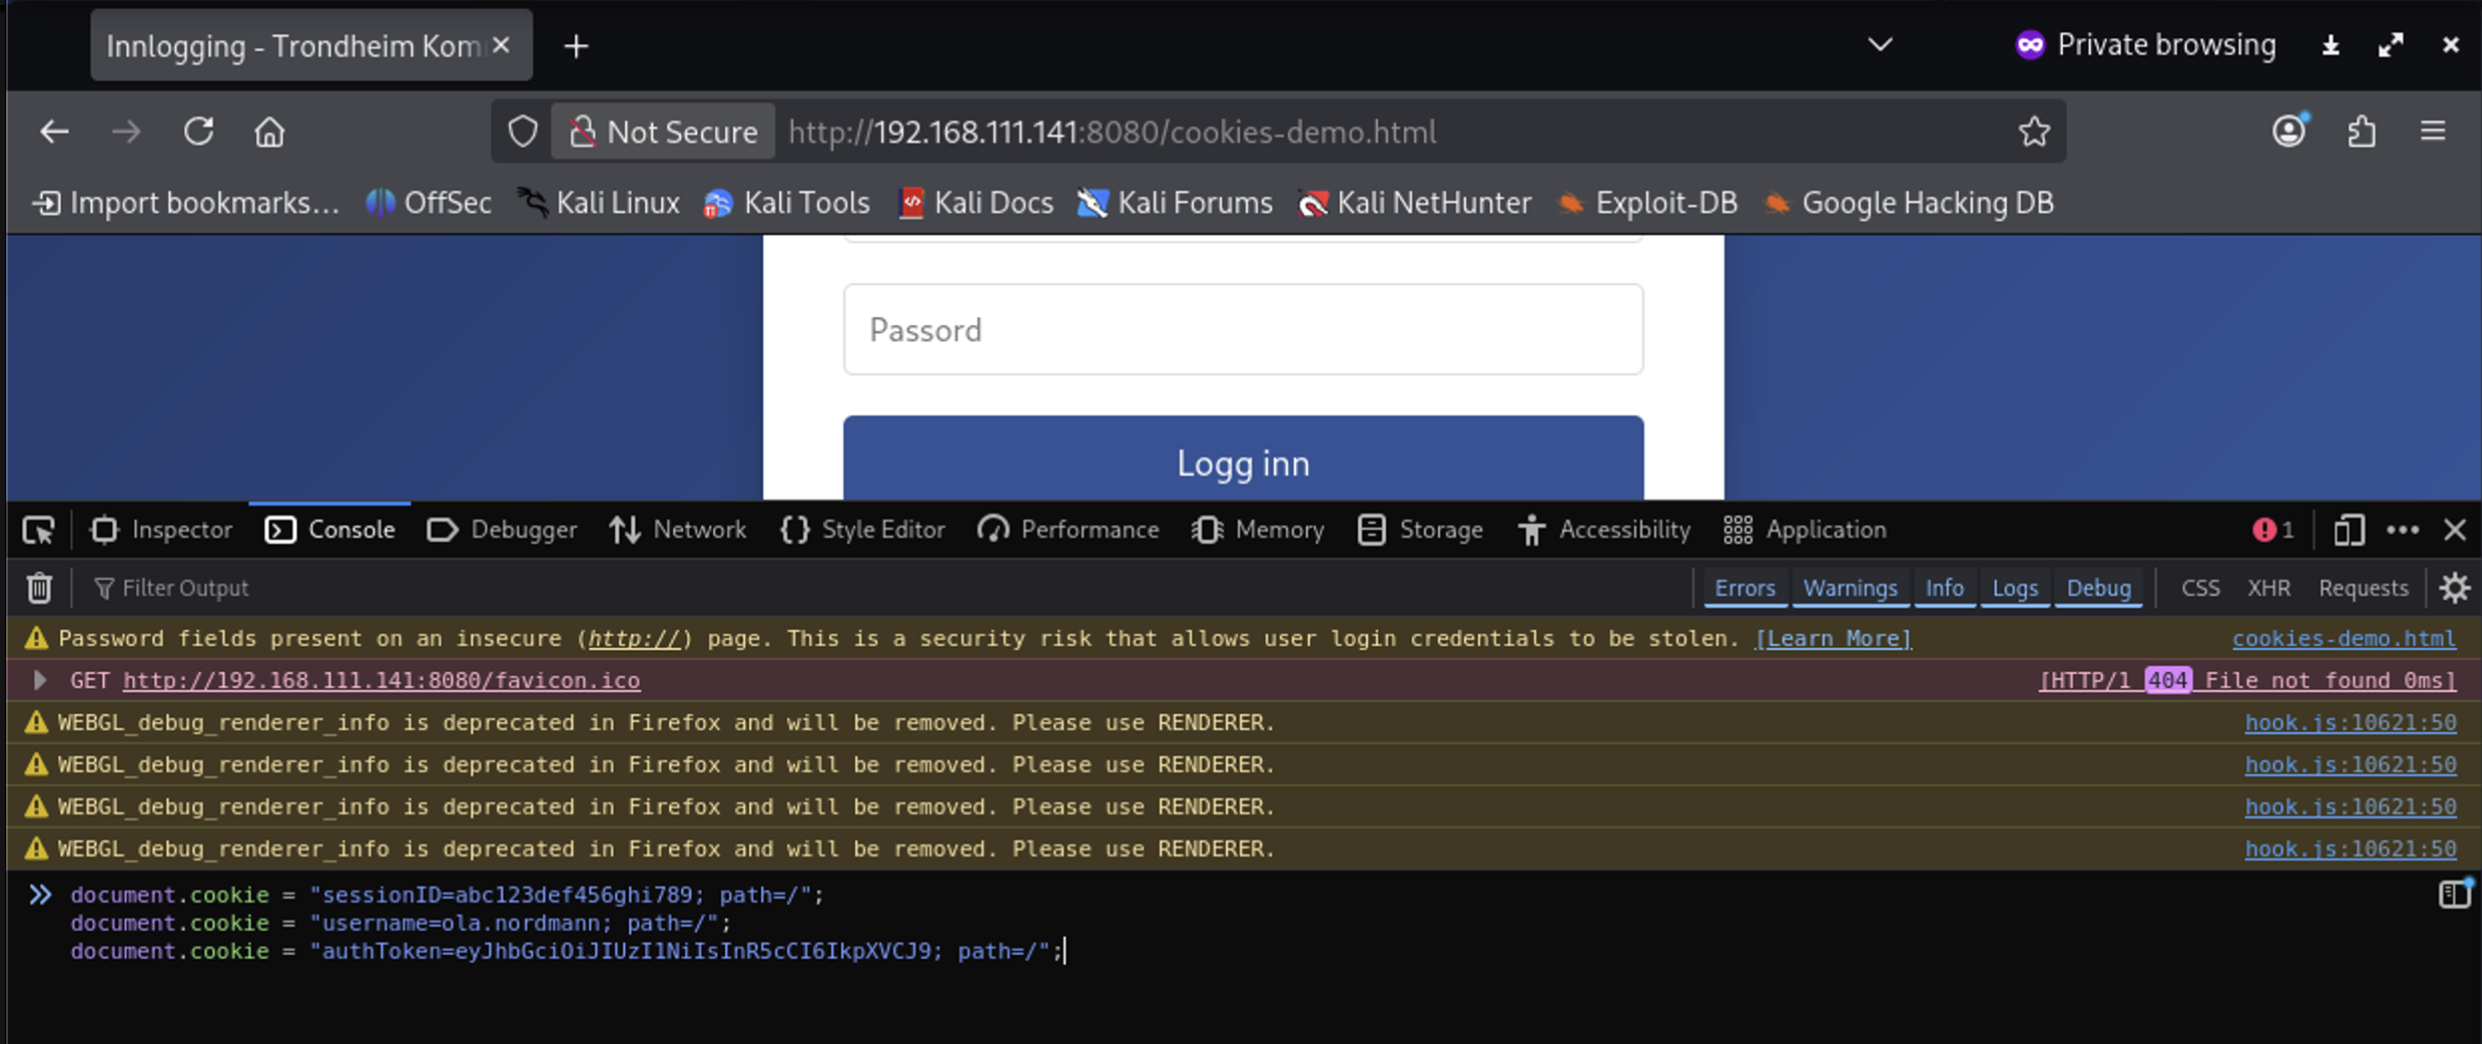 Innlogging - Trondheim Kom
Private browsing
Not Secure http://192.168.111.141:8080/cookies-demo.html
Import bookmarks... OffSec Kali Linux Kali Tools Kali Docs Kali Forums Kali NetHunter Exploit-DB Google Hacking DB
Passord
Logg inn
Inspector Console Debugger Network Style Editor Performance Memory Storage Accessibility Application 1
Filter Output Errors Warnings Info Logs Debug CSS XHR Requests
Password fields present on an insecure (http://) page. This is a security risk that allows user login credentials to be stolen. [Learn More] cookies-demo.html
GET http://192.168.111.141:8080/favicon.ico [HTTP/1 404 File not found 0ms]
WEBGL_debug_renderer_info is deprecated in Firefox and will be removed. Please use RENDERER. hook.js:10621:50
WEBGL_debug_renderer_info is deprecated in Firefox and will be removed. Please use RENDERER. hook.js:10621:50
WEBGL_debug_renderer_info is deprecated in Firefox and will be removed. Please use RENDERER. hook.js:10621:50
WEBGL_debug_renderer_info is deprecated in Firefox and will be removed. Please use RENDERER. hook.js:10621:50
document.cookie = "sessionID=abc123def456ghi789; path=/";
document.cookie = "username=ola.nordmann; path=/";
document.cookie = "authToken=eyJhbGciOiJIUzI1NiIsInR5cCI6IkpXVCJ9; path=/";